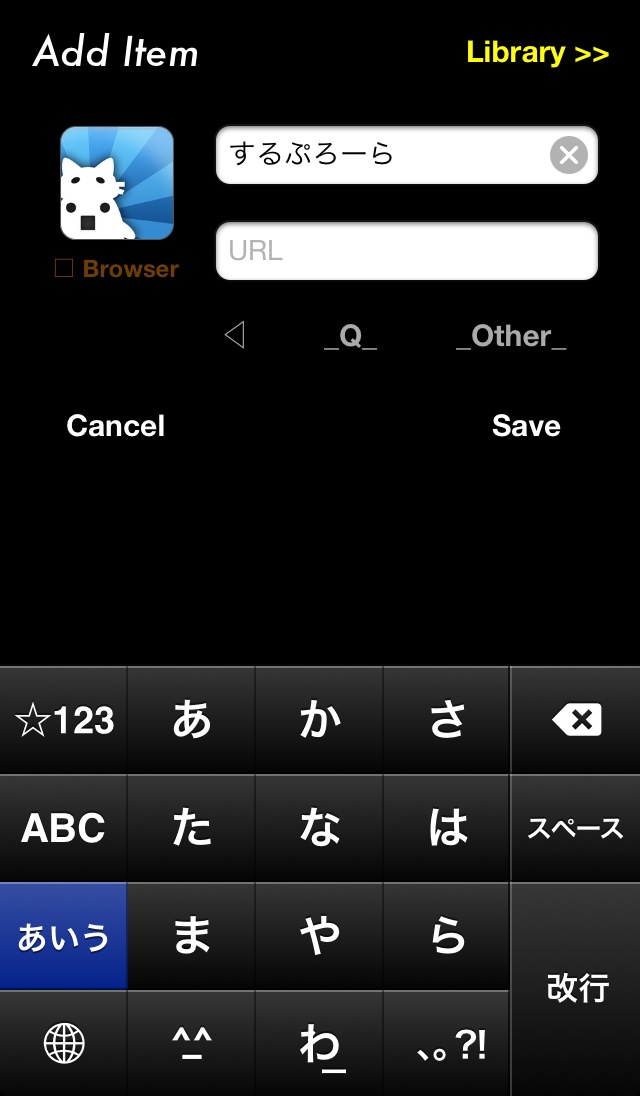 Add Item
Library >>
するぷろーら
URL
□ Browser
_Q_
_Other_
Cancel
Save
☆123
あ
か
さ
ABC
た
な
は
スペース
あいう
ま
や
ら
改行
^_^
わ_
､｡?!